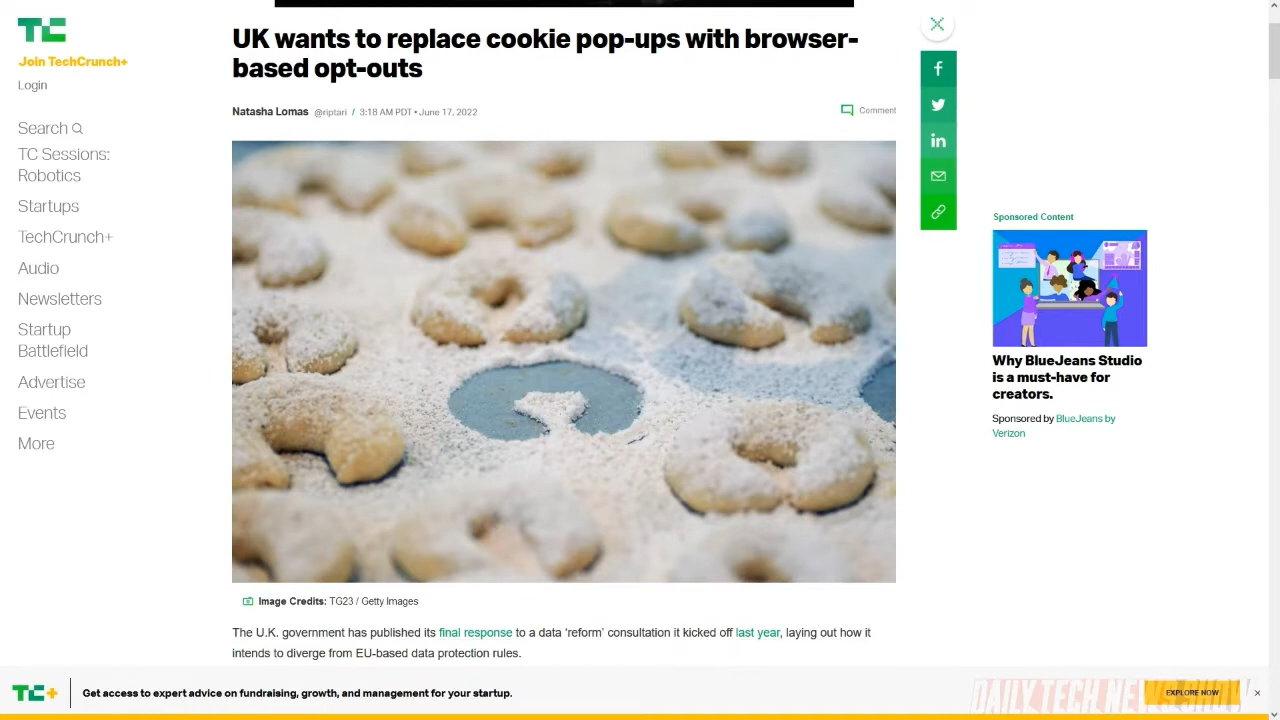 TC
Join TechCrunch+
Login
Search
TC Sessions:
Robotics
Startups
TechCrunch+
Audio
Newsletters
Startup
Battlefield
Advertise
Events
More
UK wants to replace cookie pop-ups with browser-
based opt-outs
Natasha Lomas @riptari / 3:18 AM PDT • June 17, 2022
Comment
Image Credits: TG23 / Getty Images
The U.K. government has published its final response to a data ‘reform’ consultation it kicked off last year, laying out how it
intends to diverge from EU-based data protection rules.
Sponsored Content
Why BlueJeans Studio
is a must-have for
creators.
Sponsored by BlueJeans by
Verizon
TC+
Get access to expert advice on fundraising, growth, and management for your startup.
EXPLORE NOW
DAILY TECH NEWS SHOW